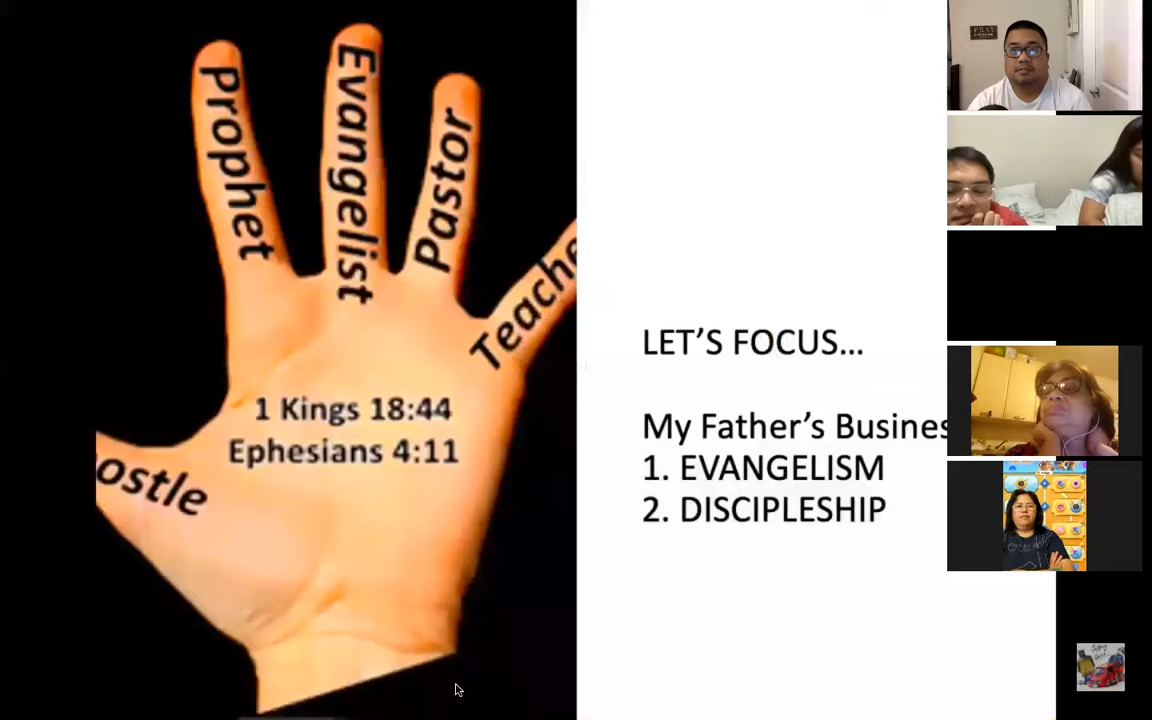 Prophet
Evangelist
Pastor
Teache
ostle
1 Kings 18:44
Ephesians 4:11
LET'S FOCUS...
My Father's Busines
1. EVANGELISM
2. DISCIPLESHIP
PRAY